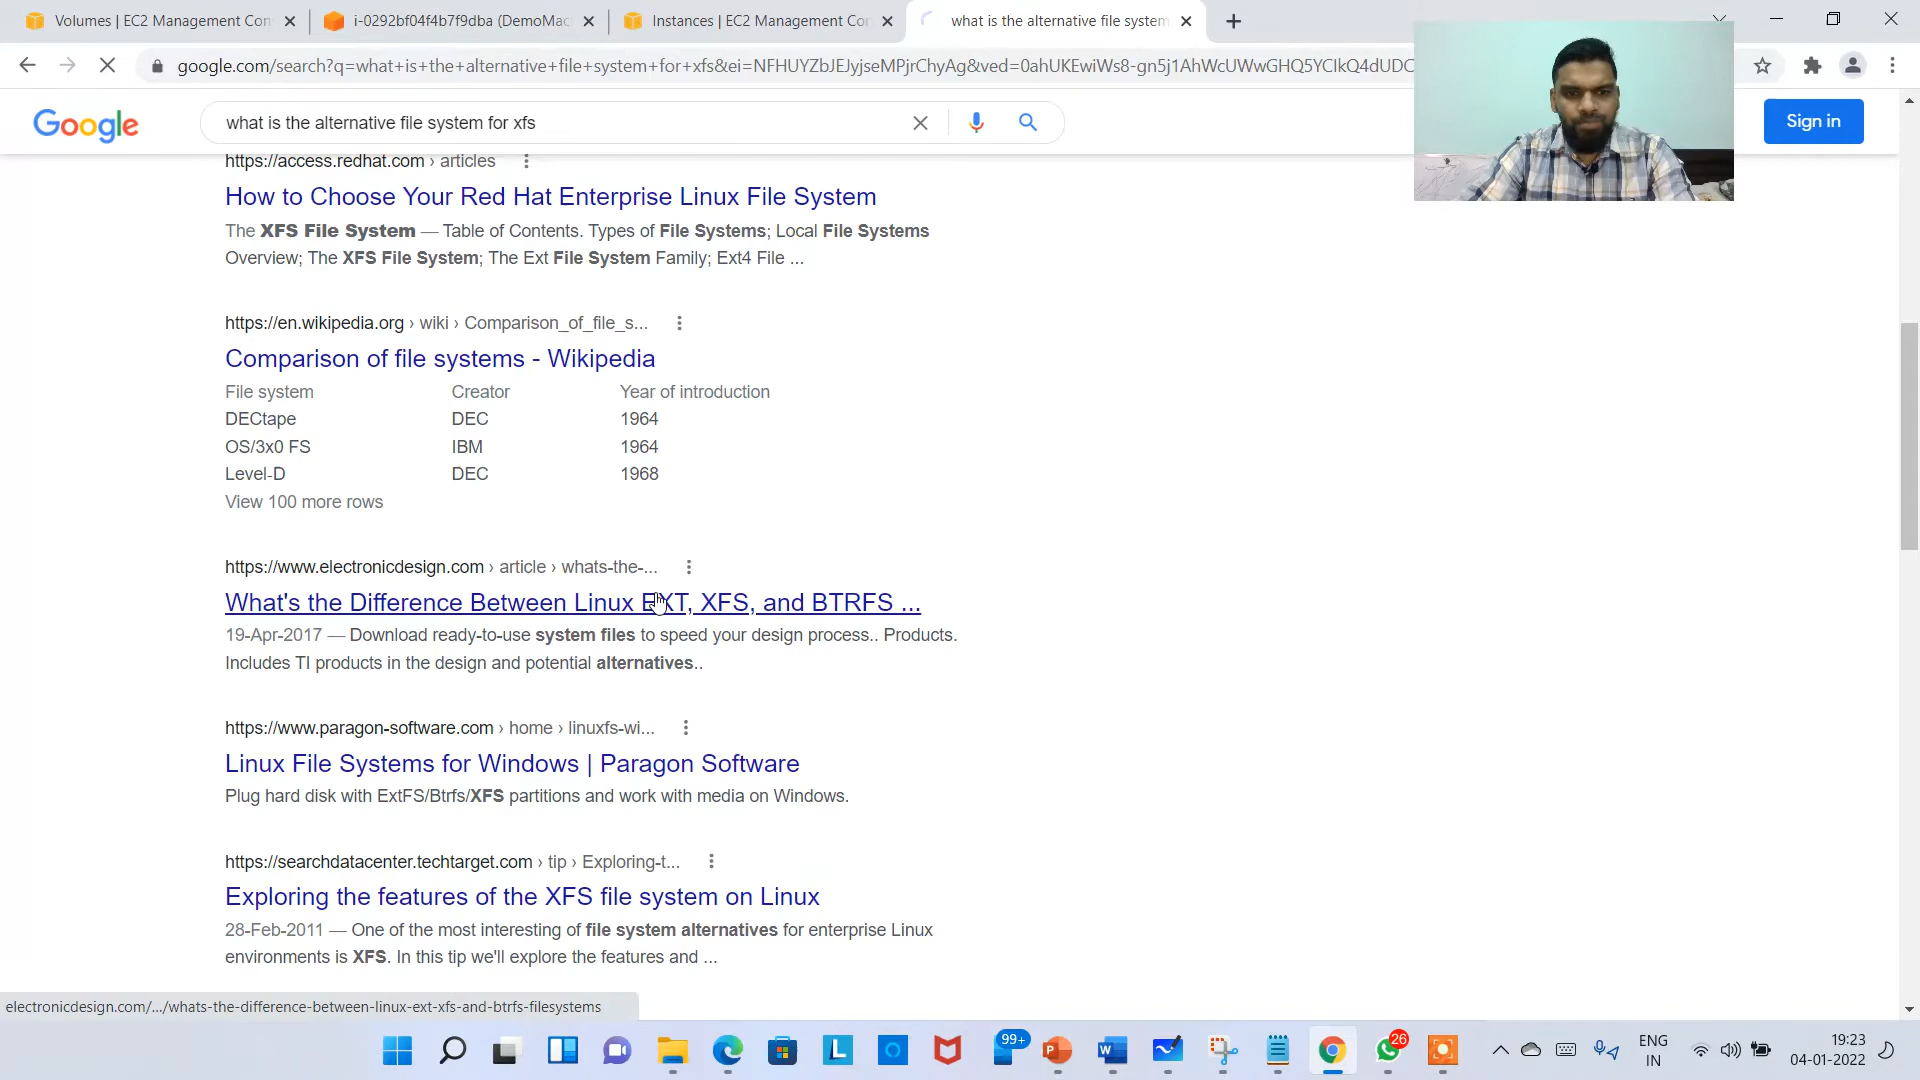 Volumes | EC2 Management Con
i-0292bf04f4b7f9dba (DemoMac
Instances | EC2 Management Con
what is the alternative file system
google.com/search?q=what+is+the+alternative+file+system+for+xfs&ei=NFHUYZbJEJyjseMPjrChyAg&ved=0ahUKEwiWs8-gn5j1AhWcUWwGHQ5YCIkQ4dUDC
Google
what is the alternative file system for xfs
Sign in
https://access.redhat.com › articles
How to Choose Your Red Hat Enterprise Linux File System
The XFS File System — Table of Contents. Types of File Systems; Local File Systems
Overview; The XFS File System; The Ext File System Family; Ext4 File ...
https://en.wikipedia.org › wiki › Comparison_of_file_s...
Comparison of file systems - Wikipedia
File system Creator Year of introduction
DECtape DEC 1964
OS/3x0 FS IBM 1964
Level-D DEC 1968
View 100 more rows
https://www.electronicdesign.com › article › whats-the-...
What's the Difference Between Linux EXT, XFS, and BTRFS ...
19-Apr-2017 — Download ready-to-use system files to speed your design process.. Products.
Includes TI products in the design and potential alternatives..
https://www.paragon-software.com › home › linuxfs-wi...
Linux File Systems for Windows | Paragon Software
Plug hard disk with ExtFS/Btrfs/XFS partitions and work with media on Windows.
https://searchdatacenter.techtarget.com › tip › Exploring-t...
Exploring the features of the XFS file system on Linux
28-Feb-2011 — One of the most interesting of file system alternatives for enterprise Linux
environments is XFS. In this tip we'll explore the features and ...
electronicdesign.com/.../whats-the-difference-between-linux-ext-xfs-and-btrfs-filesystems
99+
26
ENG
IN
19:23
04-01-2022